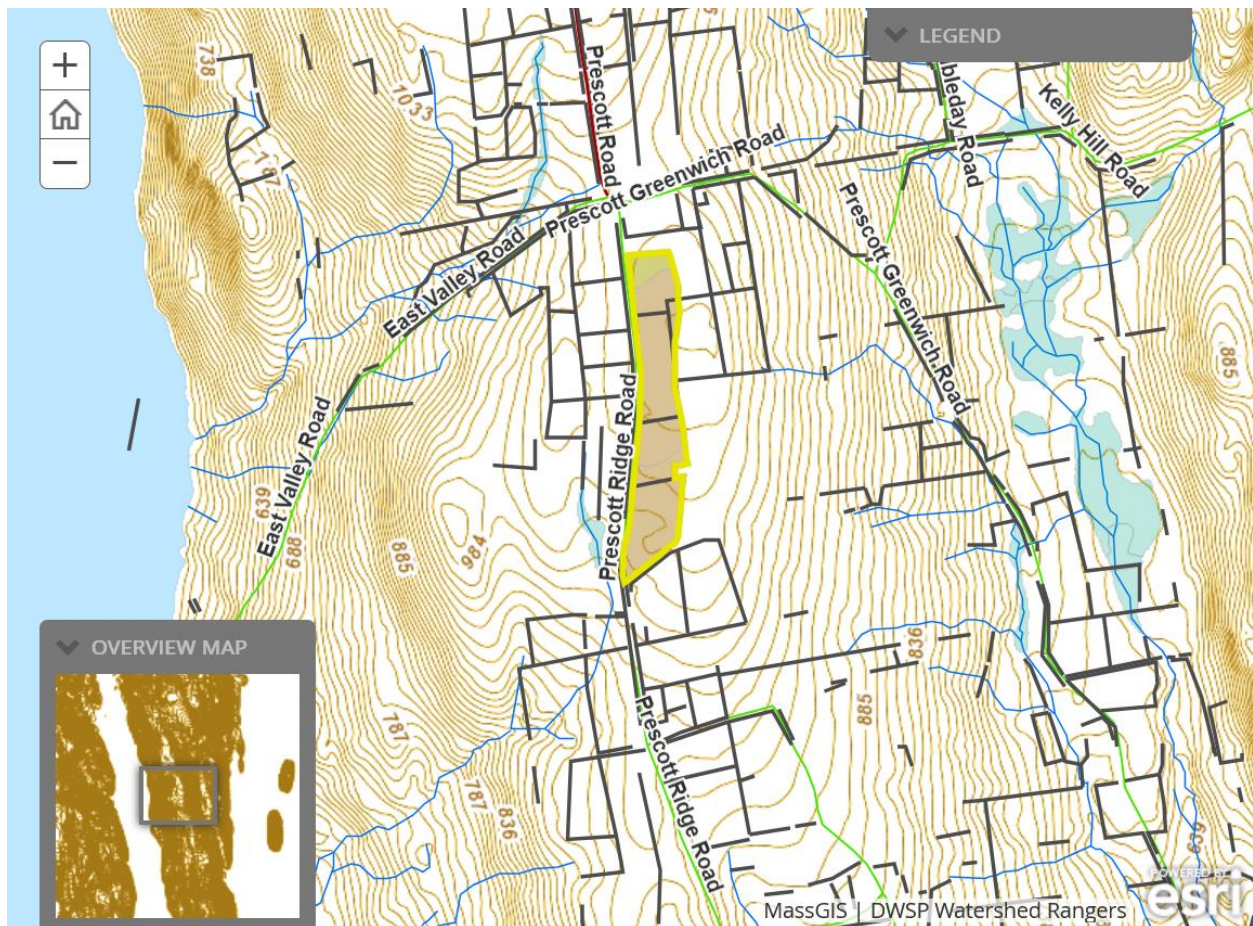 LEGEND
738
1033
Prescott Road
bleday Road
Kelly Hill Road
Prescott Greenwich Road
East Valley Road
Prescott Greenwich Road
885
Prescott Ridge Road
East Valley Road
639
688
885
984
OVERVIEW MAP
787
787
836
836
885
Prescott Ridge Road
639
POWERED BY
esri
MassGIS | DWSP Watershed Rangers